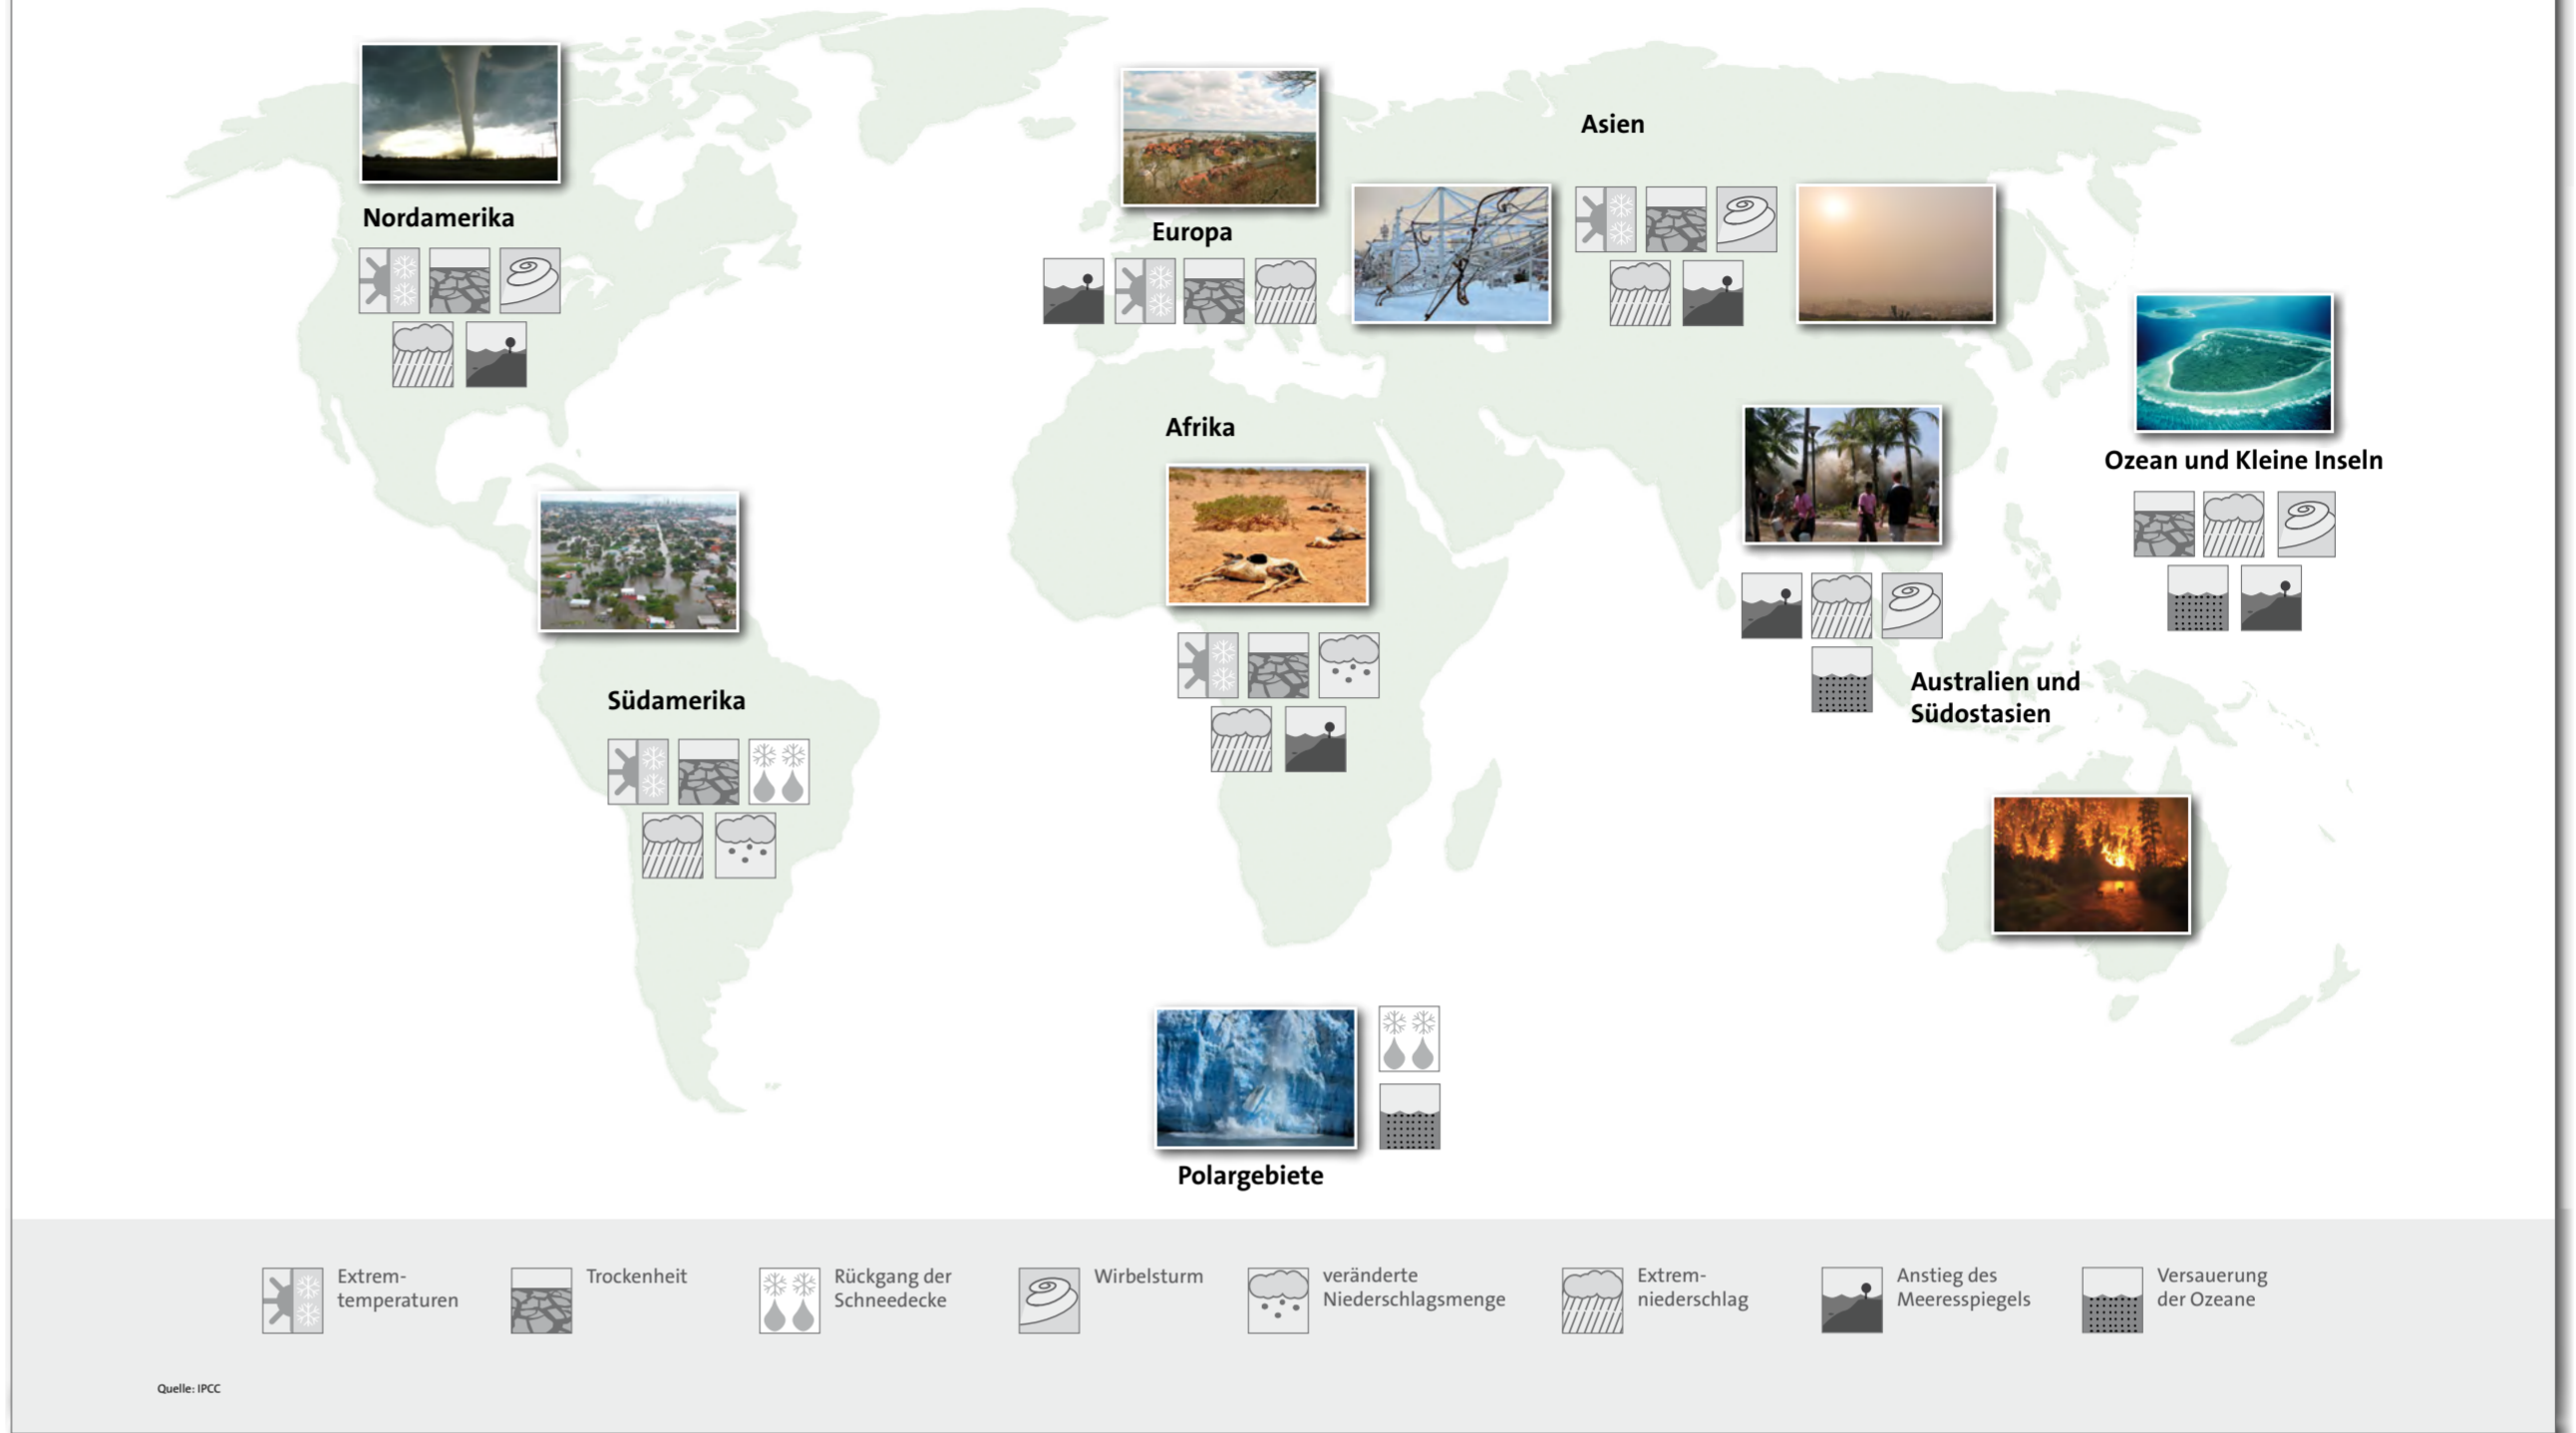 Nordamerika
Europa
Asien
Ozean und Kleine Inseln
Afrika
Südamerika
Australien und
Südostasien
Polargebiete
Extrem-
temperaturen
Trockenheit
Rückgang der
Schneedecke
Wirbelsturm
veränderte
Niederschlagsmenge
Extrem-
niederschlag
Anstieg des
Meeresspiegels
Versauerung
der Ozeane
Quelle: IPCC